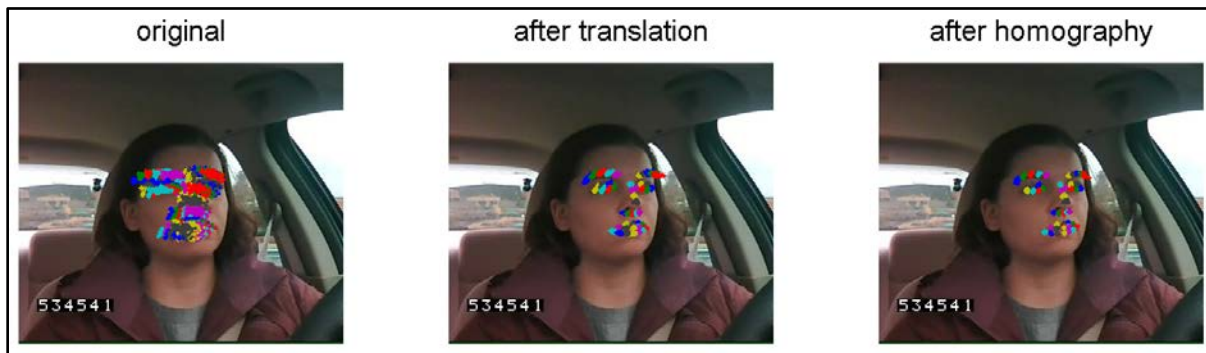 original
after translation
after homography
534541
534541
534541